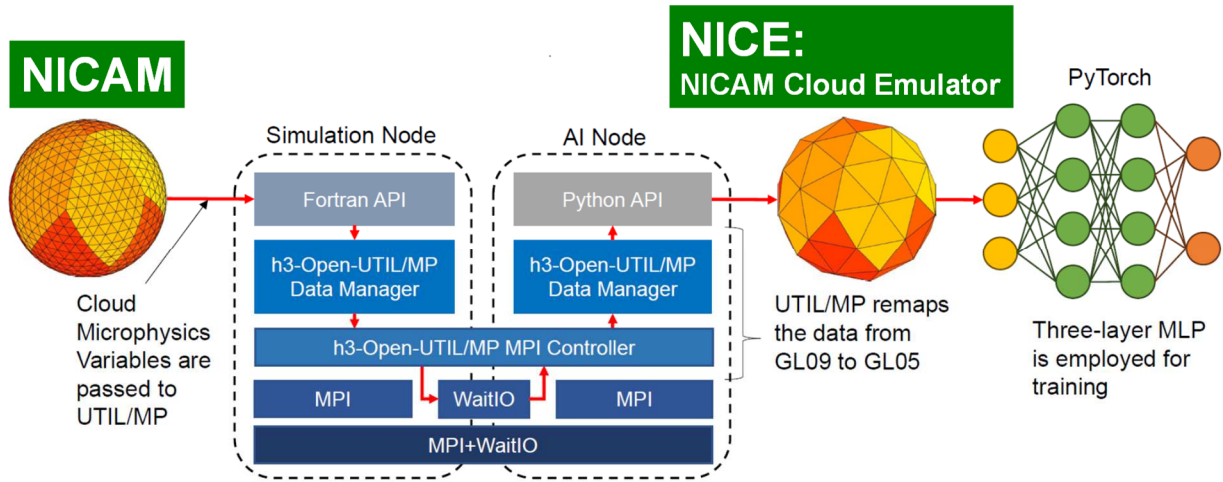 NICAM
NICE:
NICAM Cloud Emulator
PyTorch
Simulation Node
AI Node
Fortran API
Python API
h3-Open-UTIL/MP
Data Manager
h3-Open-UTIL/MP
Data Manager
h3-Open-UTIL/MP MPI Controller
MPI
WaitIO
MPI
MPI+WaitIO
Cloud
Microphysics
Variables are
passed to
UTIL/MP
UTIL/MP remaps
the data from
GL09 to GL05
Three-layer MLP
is employed for
training